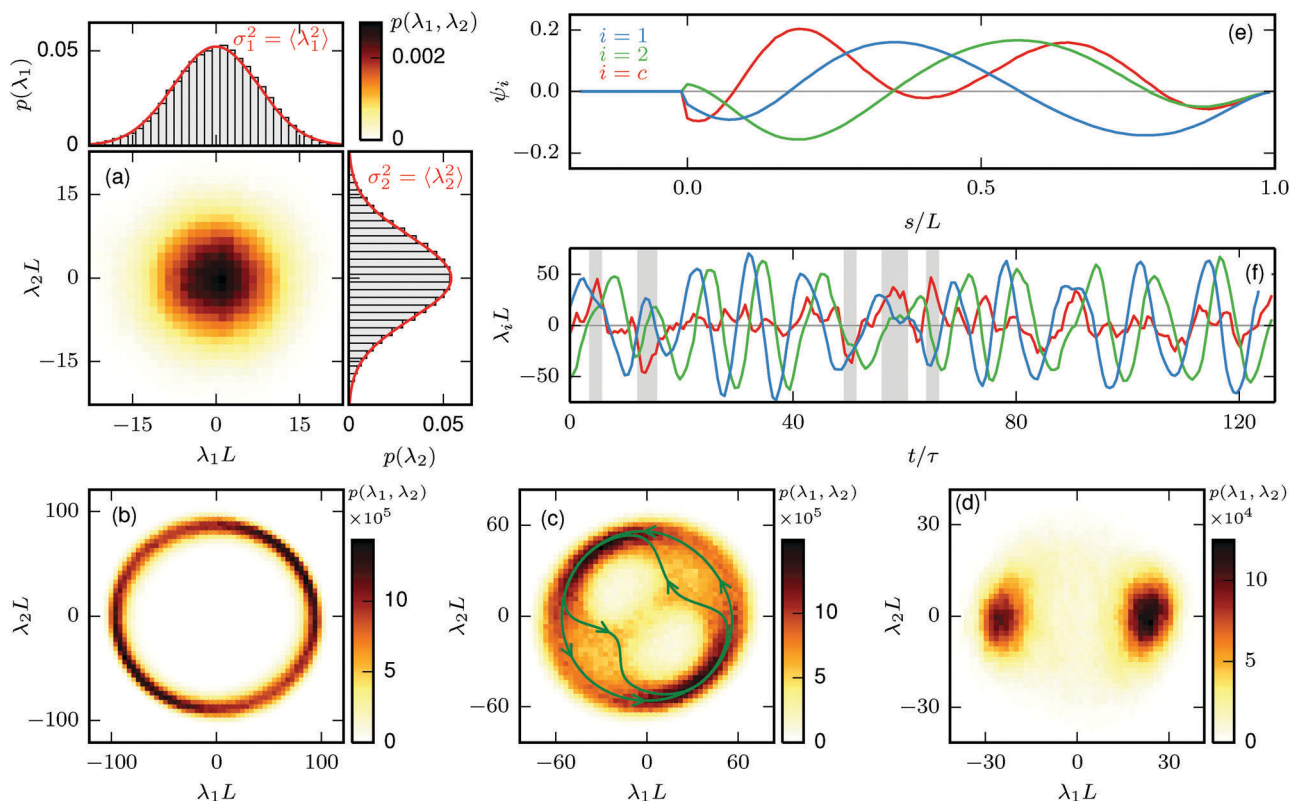 p(λ₁)
0.05
0
σ₁² = ⟨λ₁²⟩
p(λ₁, λ₂)
0.002
0
(a)
λ₂L
15
0
−15
−15 0 15
λ₁L
σ₂² = ⟨λ₂²⟩
0 0.05
p(λ₂)
i = 1
i = 2
i = c
(e)
ψᵢ
0.2
0.0
−0.2
0.0 0.5 1.0
s/L
(f)
λᵢL
50
0
−50
0 40 80 120
t/τ
(b)
λ₂L
100
0
−100
−100 0 100
λ₁L
p(λ₁, λ₂)
×10⁵
10
0
(c)
λ₂L
60
0
−60
−60 0 60
λ₁L
p(λ₁, λ₂)
×10⁵
10
0
(d)
λ₂L
30
0
−30
−30 0 30
λ₁L
p(λ₁, λ₂)
×10⁴
10
0